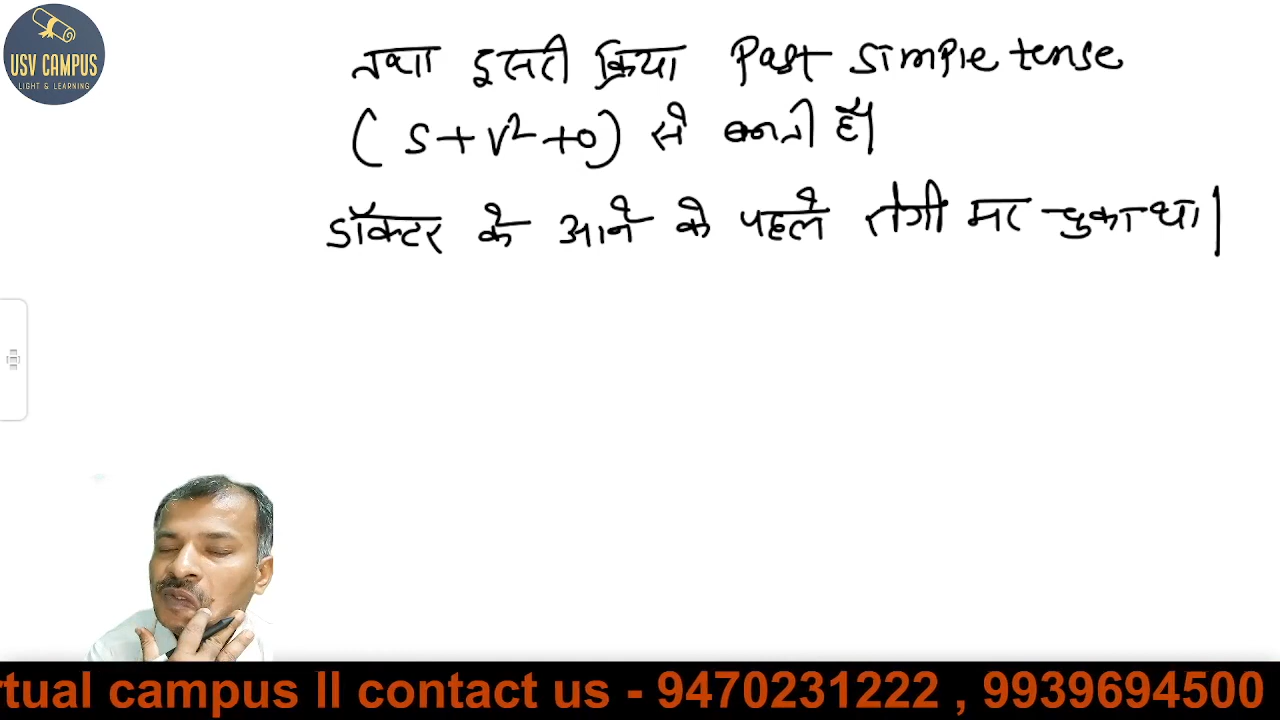 USV CAMPUS
LIGHT & LEARNING
तथा दुसरी क्रिया Past simple tense
( S + V2 + O ) से बनती है।
डॉक्टर के आने के पहले रोगी मर चुका था।
rtual campus II contact us - 9470231222 , 9939694500